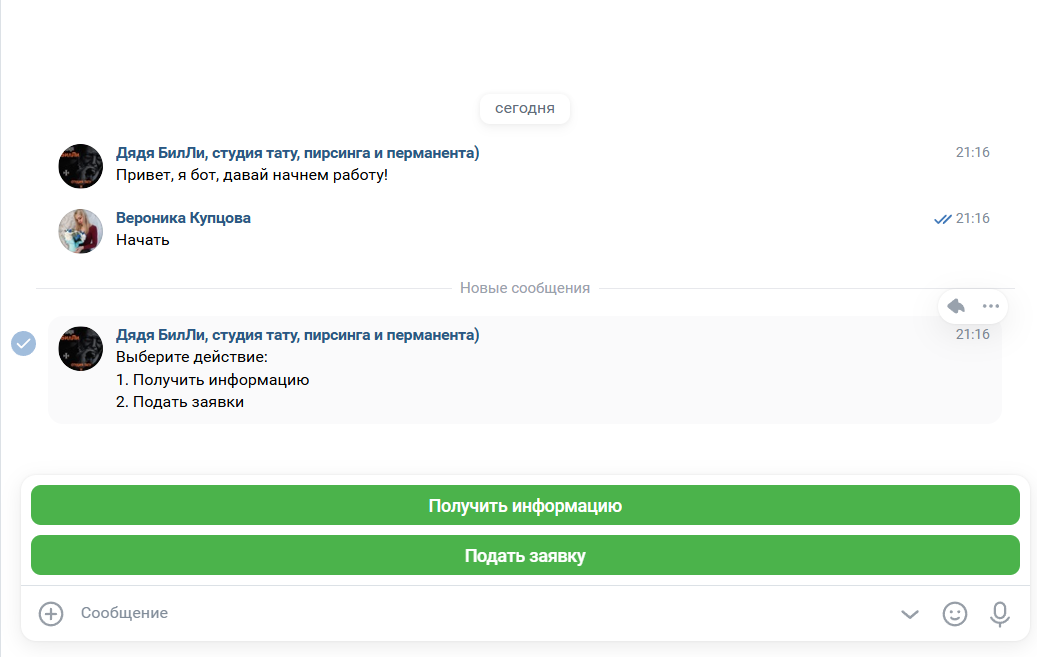 сегодня
Дядя БилЛи, студия тату, пирсинга и перманента)
21:16
Привет, я бот, давай начнем работу!
Вероника Купцова
21:16
Начать
Новые сообщения
Дядя БилЛи, студия тату, пирсинга и перманента)
21:16
Выберите действие:
1. Получить информацию
2. Подать заявки
Получить информацию
Подать заявку
Сообщение